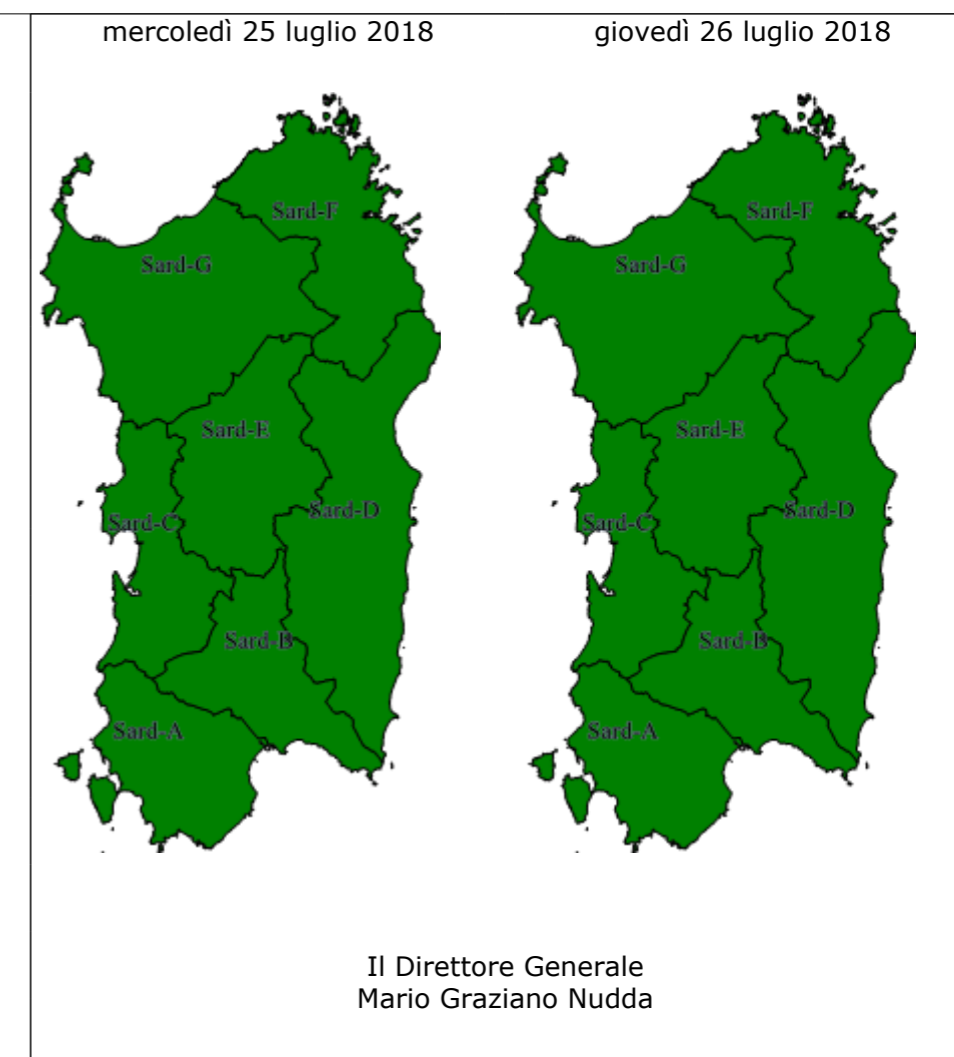 mercoledì 25 luglio 2018
giovedì 26 luglio 2018
Sard-F
Sard-G
Sard-E
Sard-D
Sard-C
Sard-B
Sard-A
Sard-F
Sard-G
Sard-E
Sard-D
Sard-C
Sard-B
Sard-A
Il Direttore Generale
Mario Graziano Nudda